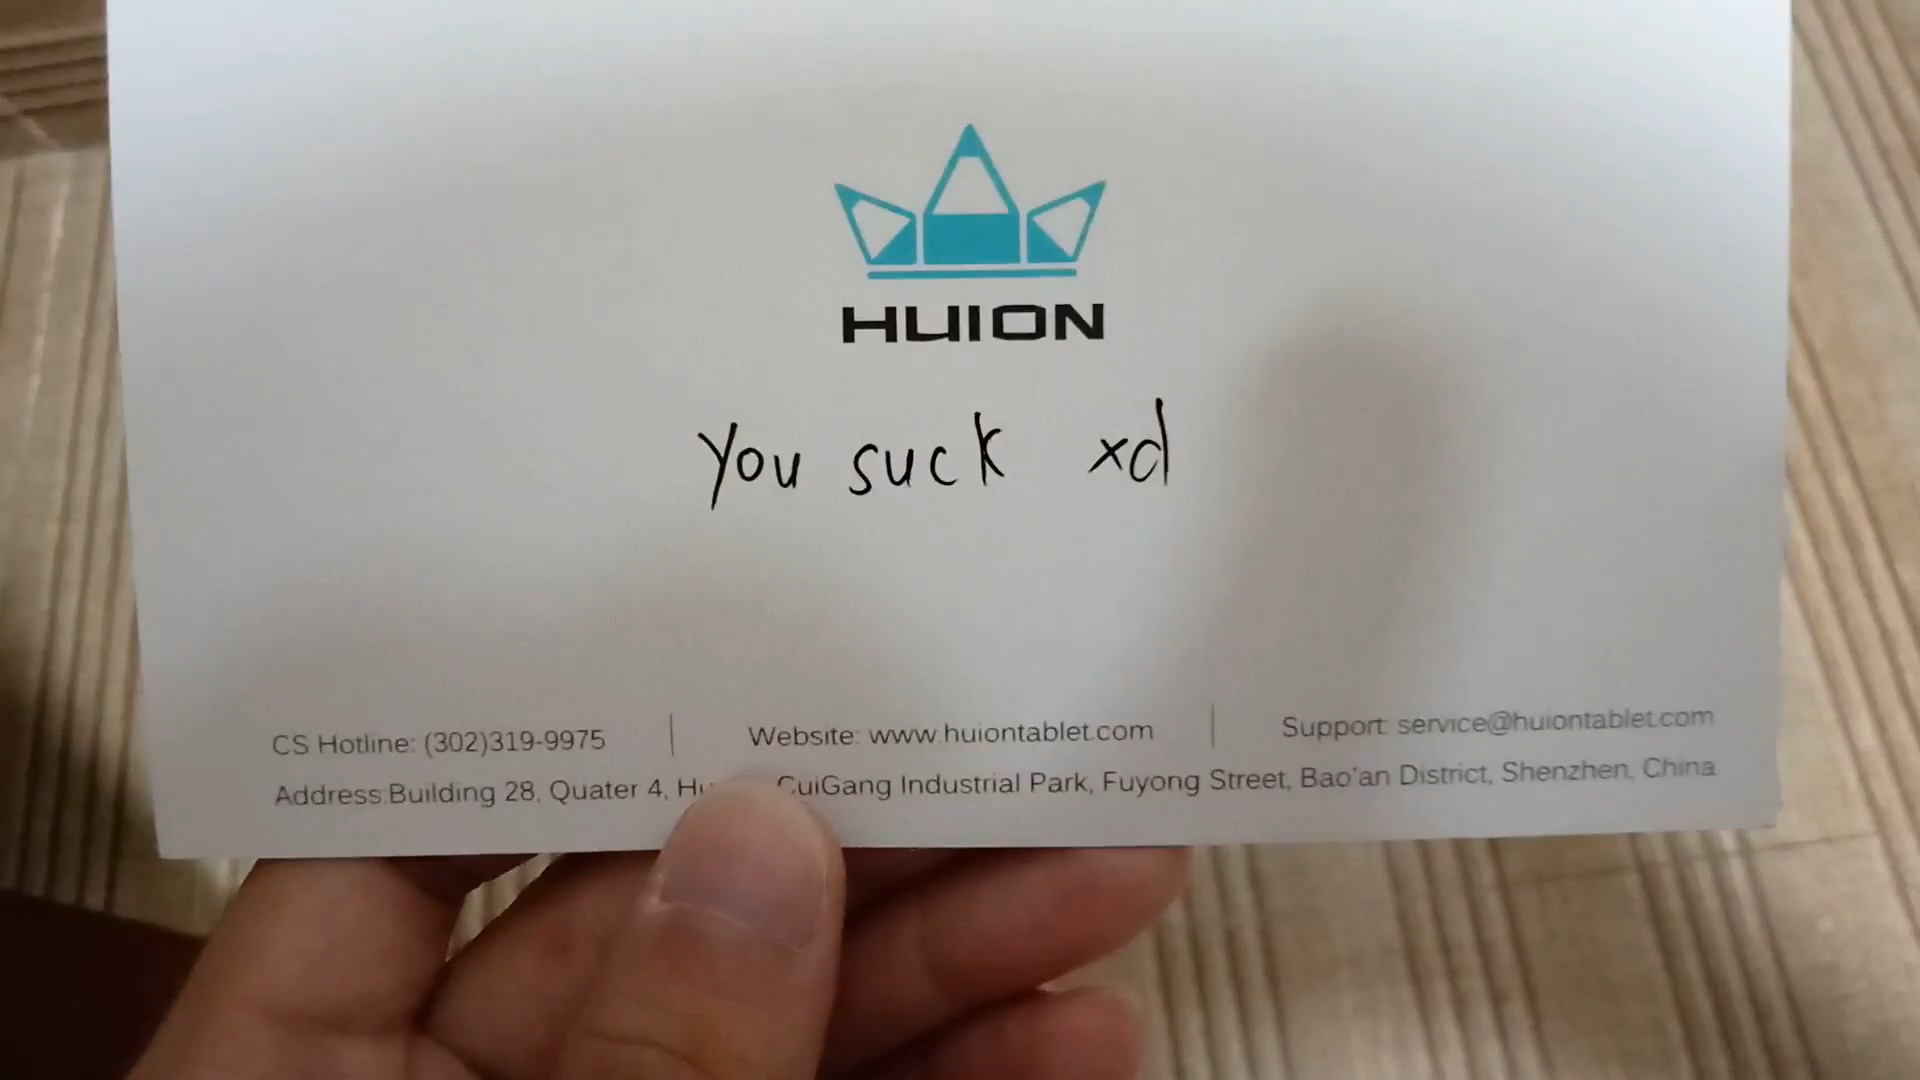 HUION
You suck xd
CS Hotline: (302)319-9975 | Website: www.huiontablet.com | Support: service@huiontablet.com
Address:Building 28, Quater 4, CuiGang Industrial Park, Fuyong Street, Bao'an District, Shenzhen, China